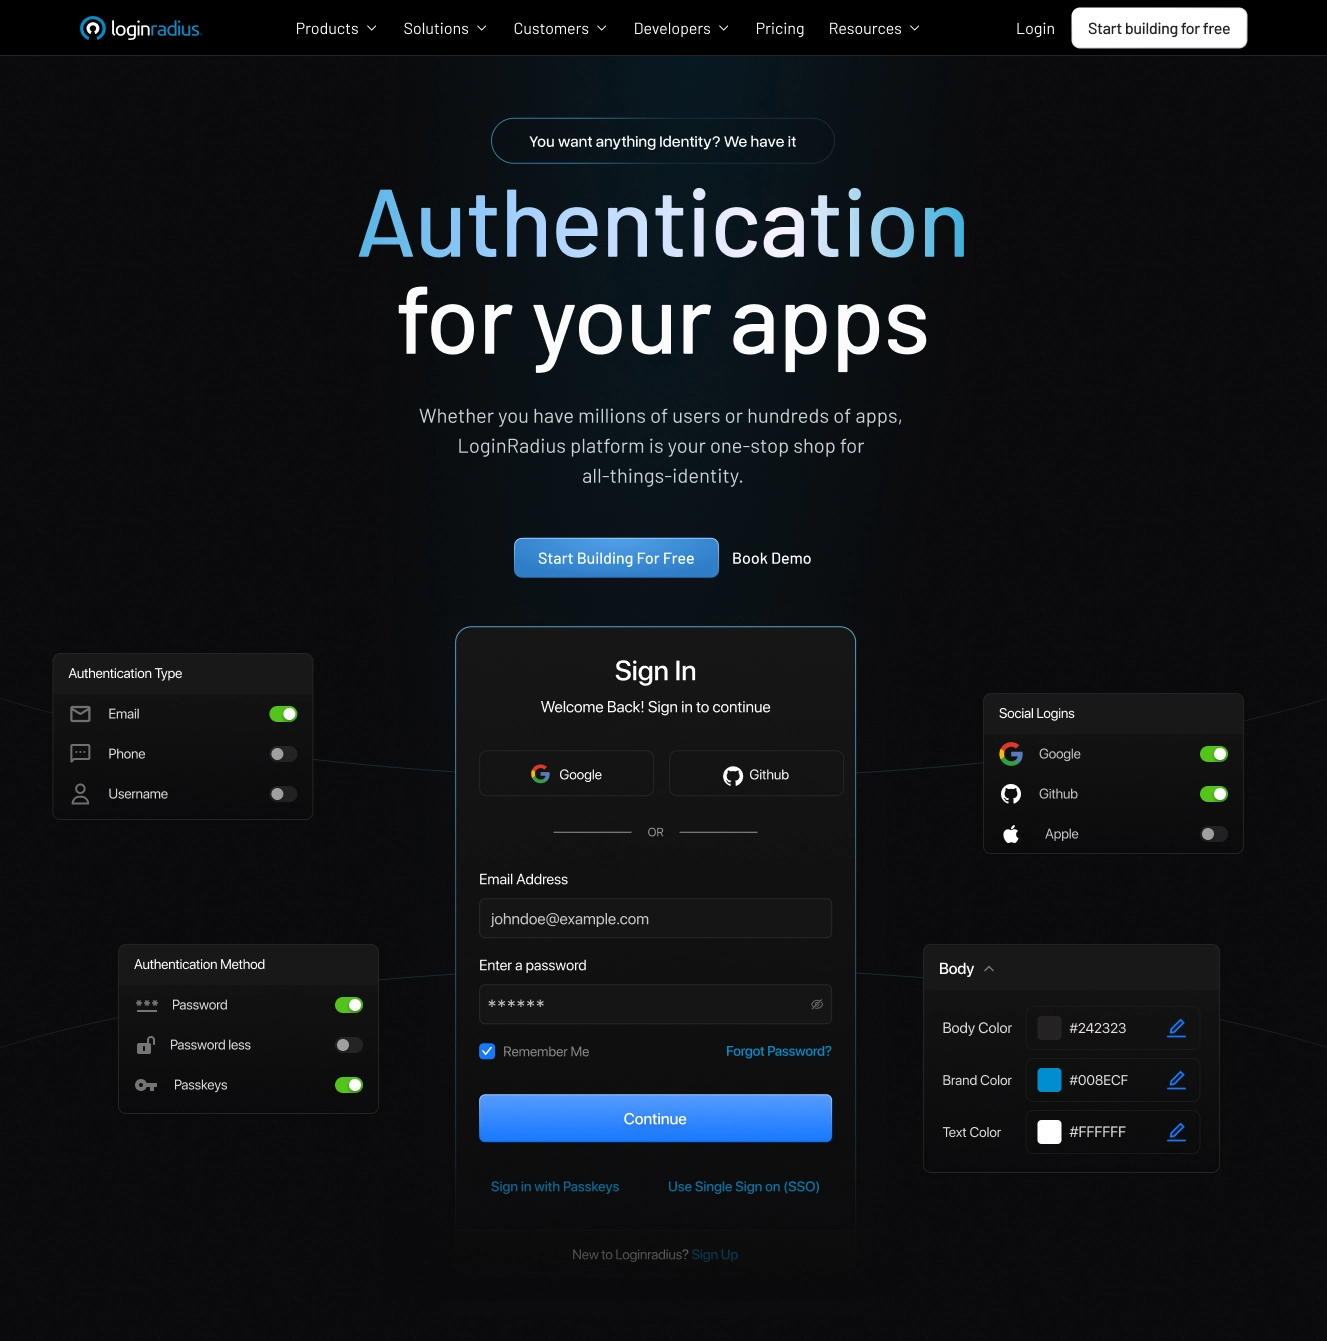 loginradius
Products
Solutions
Customers
Developers
Pricing
Resources
Login
Start building for free
You want anything Identity? We have it
Authentication
for your apps
Whether you have millions of users or hundreds of apps,
LoginRadius platform is your one-stop shop for
all-things-identity.
Start Building For Free
Book Demo
Authentication Type
Email
Phone
Username
Authentication Method
Password
Password less
Passkeys
Sign In
Welcome Back! Sign in to continue
Google
Github
OR
Email Address
johndoe@example.com
Enter a password
******
Remember Me
Forgot Password?
Continue
Sign in with Passkeys
Use Single Sign on (SSO)
New to Loginradius? Sign Up
Social Logins
Google
Github
Apple
Body
Body Color #242323
Brand Color #008ECF
Text Color #FFFFFF